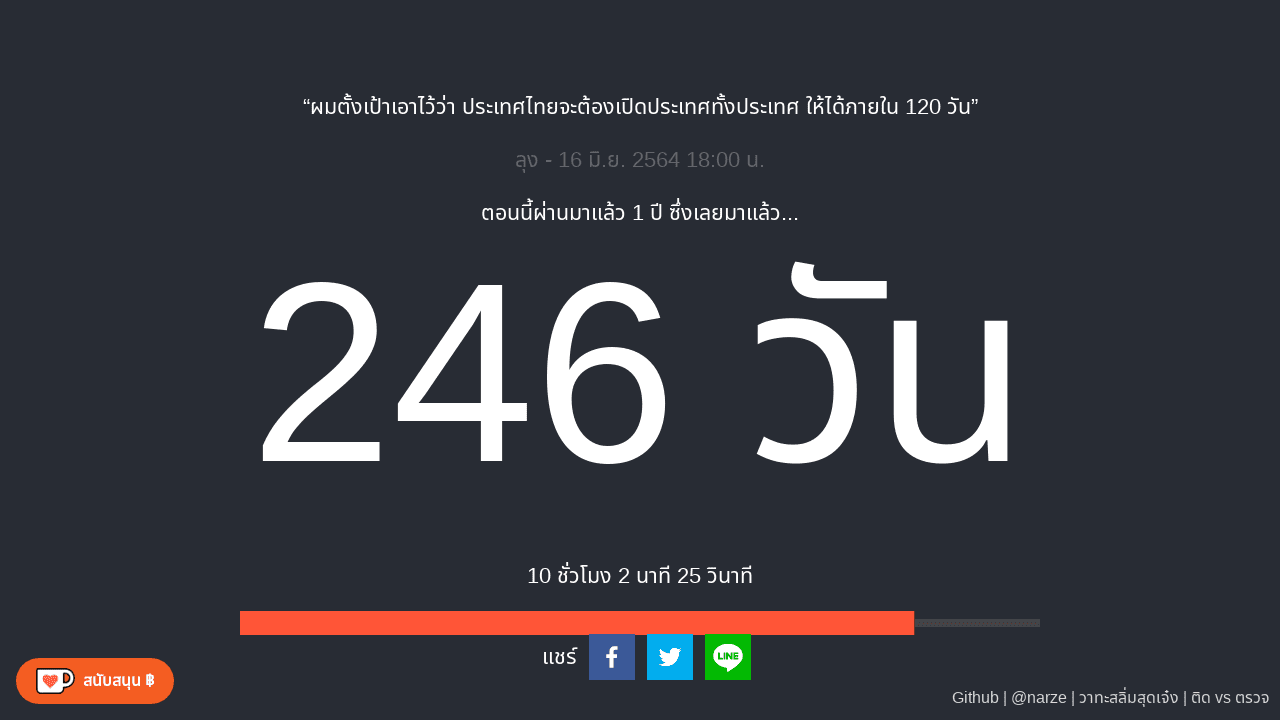 “ผมตั้งเป้าเอาไว้ว่า ประเทศไทยจะต้องเปิดประเทศทั้งประเทศ ให้ได้ภายใน 120 วัน”
ลุง - 16 มิ.ย. 2564 18:00 น.
ตอนนี้ผ่านมาแล้ว 1 ปี ซึ่งเลยมาแล้ว...
246 วัน
10 ชั่วโมง 2 นาที 25 วินาที
แชร์
LINE
สนับสนุน ฿
Github | @narze | วาทะสลิ่มสุดเจ๋ง | ติด vs ตรวจ